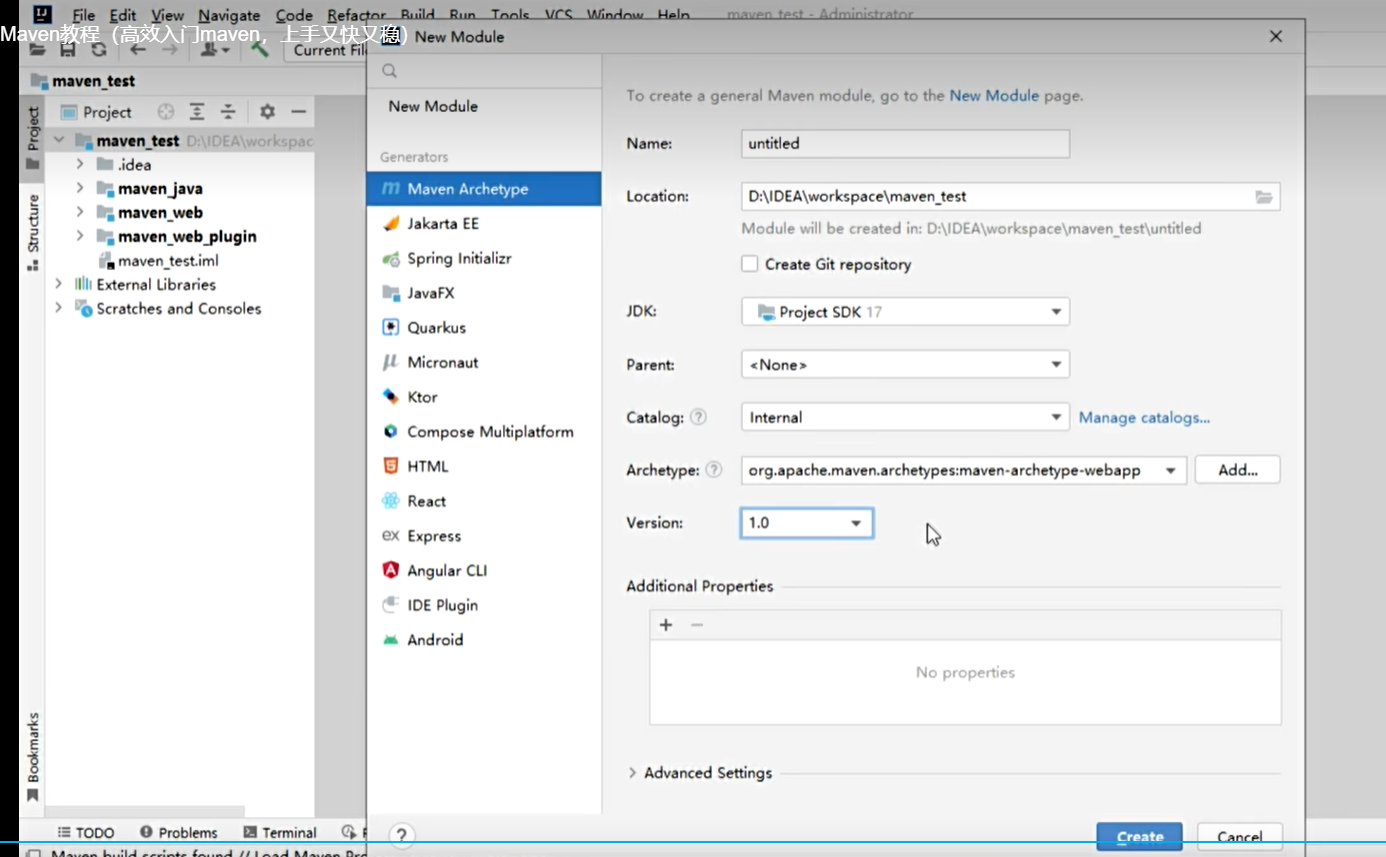 File Edit View Navigate Code Refactor Build Run Tools VCS Window Help maven_test - Administrator
Maven教程（高效入门maven，上手又快又稳）
New Module
Current File
maven_test
Project
Project
Structure
Bookmarks
maven_test D:\IDEA\workspac
.idea
maven_java
maven_web
maven_web_plugin
maven_test.iml
External Libraries
Scratches and Consoles
New Module
Generators
Maven Archetype
Jakarta EE
Spring Initializr
JavaFX
Quarkus
Micronaut
Ktor
Compose Multiplatform
HTML
React
Express
Angular CLI
IDE Plugin
Android
To create a general Maven module, go to the New Module page.
Name: untitled
Location: D:\IDEA\workspace\maven_test
Module will be created in: D:\IDEA\workspace\maven_test\untitled
Create Git repository
JDK: Project SDK 17
Parent: <None>
Catalog: ? Internal Manage catalogs...
Archetype: ? org.apache.maven.archetypes:maven-archetype-webapp Add...
Version: 1.0
Additional Properties
No properties
Advanced Settings
? Create Cancel
TODO Problems Terminal
Maven build scripts found // Load Maven